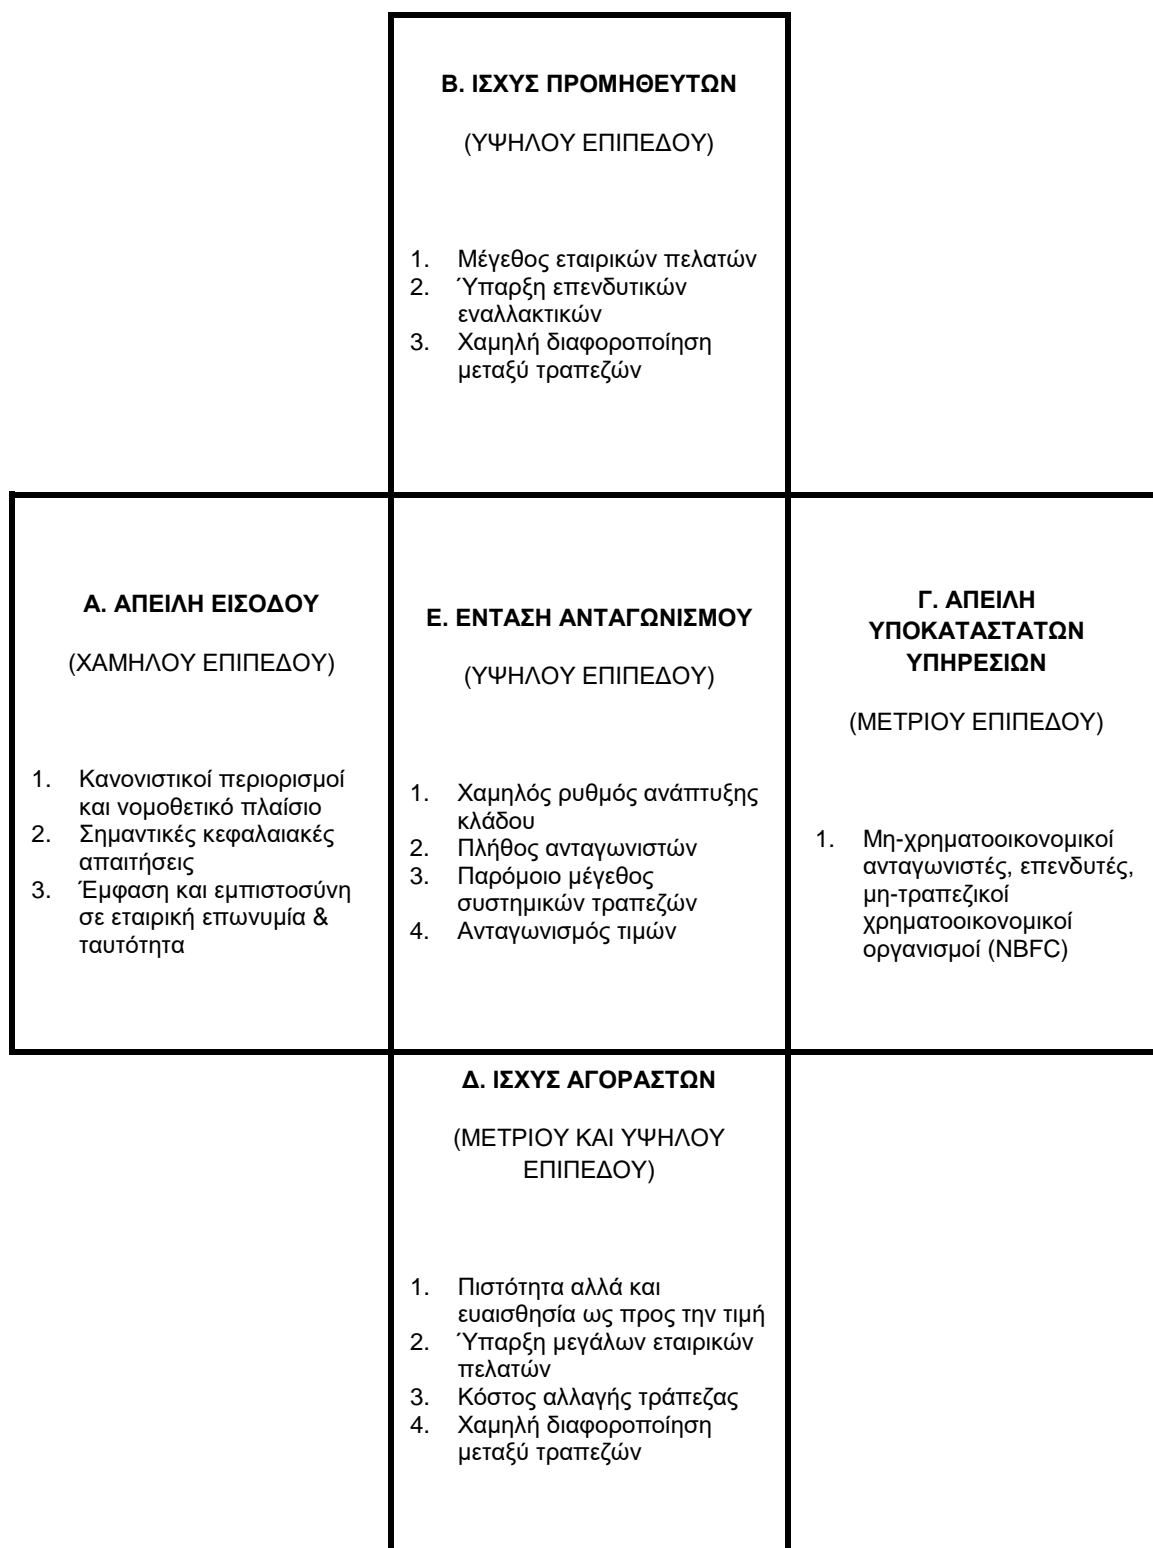 Β. ΙΣΧΥΣ ΠΡΟΜΗΘΕΥΤΩΝ
(ΥΨΗΛΟΥ ΕΠΙΠΕΔΟΥ)
1. Μέγεθος εταιρικών πελατών
2. Ύπαρξη επενδυτικών
εναλλακτικών
3. Χαμηλή διαφοροποίηση
μεταξύ τραπεζών
Α. ΑΠΕΙΛΗ ΕΙΣΟΔΟΥ
(ΧΑΜΗΛΟΥ ΕΠΙΠΕΔΟΥ)
1. Κανονιστικοί περιορισμοί
και νομοθετικό πλαίσιο
2. Σημαντικές κεφαλαιακές
απαιτήσεις
3. Έμφαση και εμπιστοσύνη
σε εταιρική επωνυμία &
ταυτότητα
Ε. ΕΝΤΑΣΗ ΑΝΤΑΓΩΝΙΣΜΟΥ
(ΥΨΗΛΟΥ ΕΠΙΠΕΔΟΥ)
1. Χαμηλός ρυθμός ανάπτυξης
κλάδου
2. Πλήθος ανταγωνιστών
3. Παρόμοιο μέγεθος
συστημικών τραπεζών
4. Ανταγωνισμός τιμών
Γ. ΑΠΕΙΛΗ
ΥΠΟΚΑΤΑΣΤΑΤΩΝ
ΥΠΗΡΕΣΙΩΝ
(ΜΕΤΡΙΟΥ ΕΠΙΠΕΔΟΥ)
1. Μη-χρηματοοικονομικοί
ανταγωνιστές, επενδυτές,
μη-τραπεζικοί
χρηματοοικονομικοί
οργανισμοί (NBFC)
Δ. ΙΣΧΥΣ ΑΓΟΡΑΣΤΩΝ
(ΜΕΤΡΙΟΥ ΚΑΙ ΥΨΗΛΟΥ
ΕΠΙΠΕΔΟΥ)
1. Πιστότητα αλλά και
ευαισθησία ως προς την τιμή
2. Ύπαρξη μεγάλων εταιρικών
πελατών
3. Κόστος αλλαγής τράπεζας
4. Χαμηλή διαφοροποίηση
μεταξύ τραπεζών